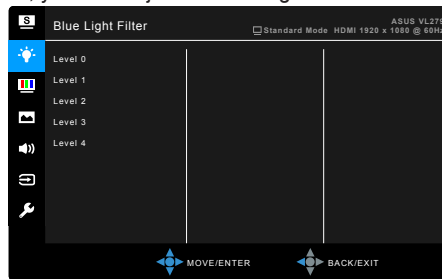 S
Blue Light Filter
ASUS VL279
Standard Mode HDMI 1920 x 1080 @ 60Hz
Level 0
Level 1
Level 2
Level 3
Level 4
MOVE/ENTER
BACK/EXIT